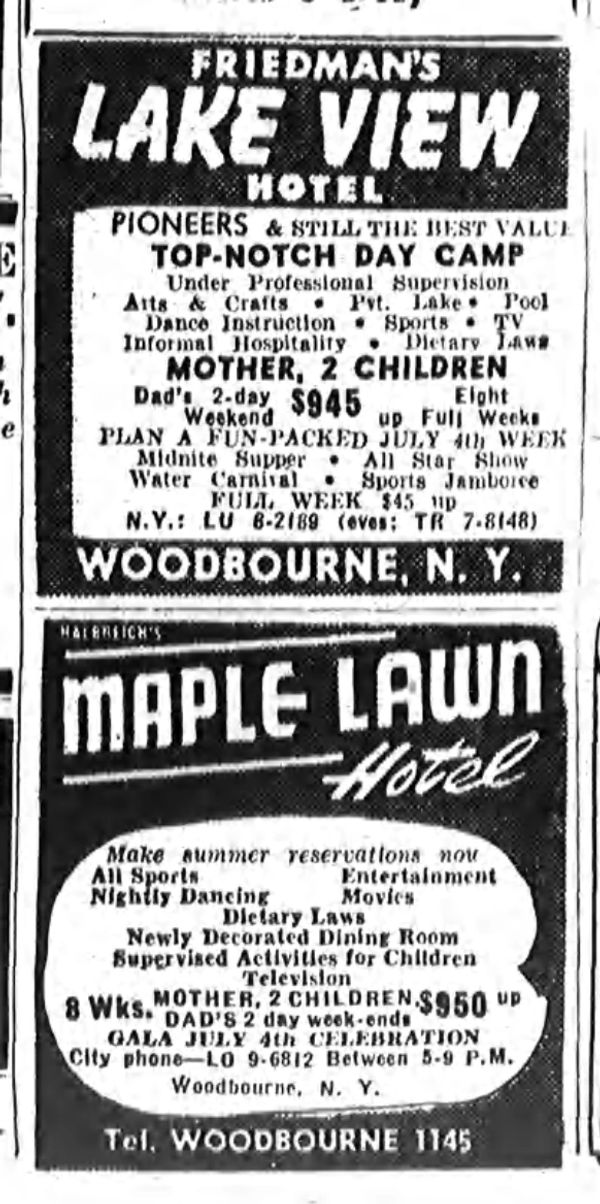 FRIEDMAN'S
LAKE VIEW
HOTEL
PIONEERS & STILL THE BEST VALUE
TOP-NOTCH DAY CAMP
Under Professional Supervision
Arts & Crafts • Pvt. Lake • Pool
Dance Instruction • Sports • TV
Informal Hospitality • Dietary Laws
MOTHER, 2 CHILDREN
Dad's 2-day Weekend $945 up Eight Full Weeks
PLAN A FUN-PACKED JULY 4th WEEK
Midnite Supper • All Star Show
Water Carnival • Sports Jamboree
FULL WEEK $45 up
N.Y.: LU 6-2189 (eves: TR 7-8148)
WOODBOURNE, N. Y.
HALBREICH'S
MAPLE LAWN
Hotel
Make summer reservations now
All Sports Entertainment
Nightly Dancing Movies
Dietary Laws
Newly Decorated Dining Room
Supervised Activities for Children
Television
8 Wks. MOTHER, 2 CHILDREN, DAD'S 2 day week-ends $950 up
GALA JULY 4th CELEBRATION
City phone—LO 9-6812 Between 5-9 P.M.
Woodbourne, N. Y.
Tel. WOODBOURNE 1145